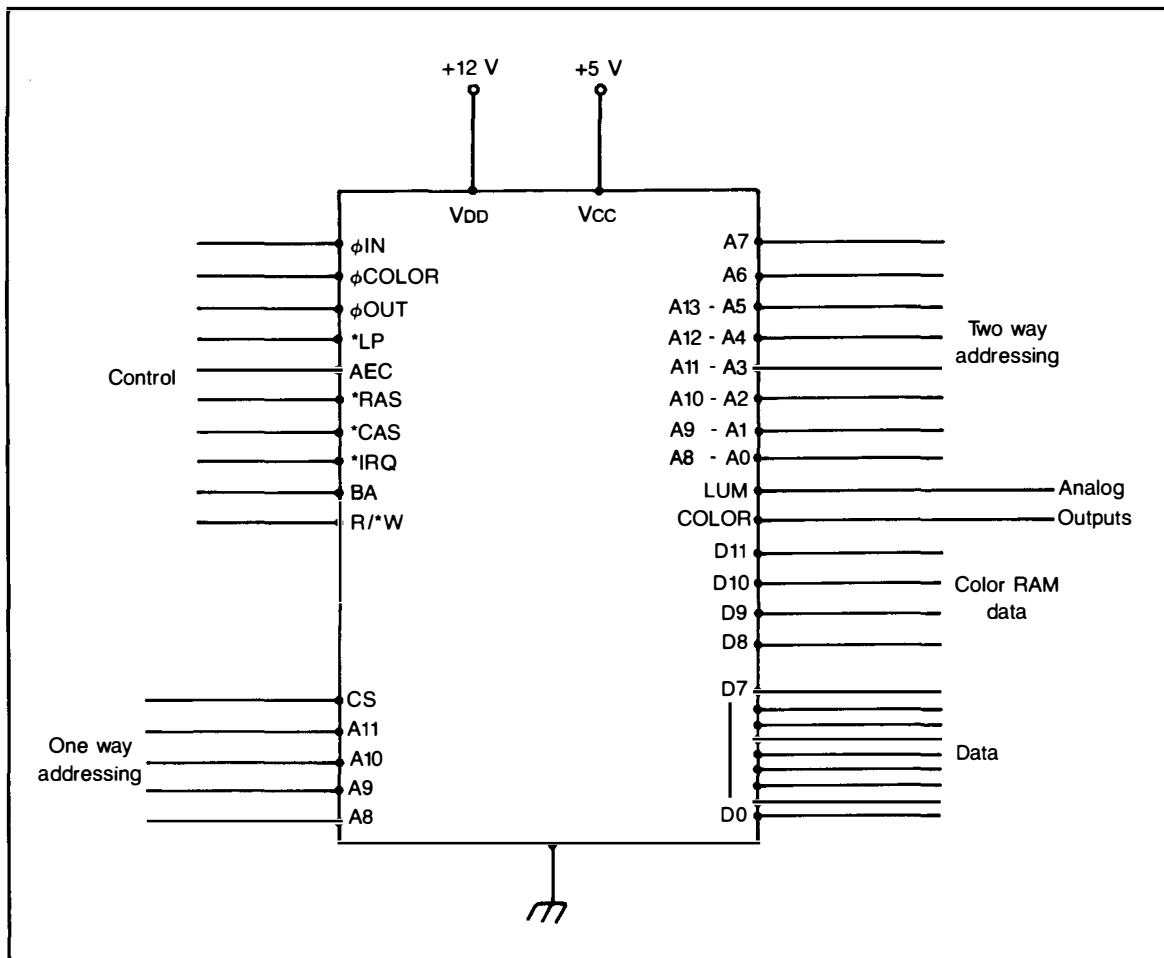 +12 V
+5 V
VDD
VCC
ϕIN
ϕCOLOR
ϕOUT
*LP
AEC
*RAS
*CAS
*IRQ
BA
R/*W
Control
CS
A11
A10
A9
A8
One way
addressing
A7
A6
A13 - A5
A12 - A4
A11 - A3
A10 - A2
A9 - A1
A8 - A0
Two way
addressing
LUM
COLOR
Analog
Outputs
D11
D10
D9
D8
Color RAM
data
D7
D0
Data